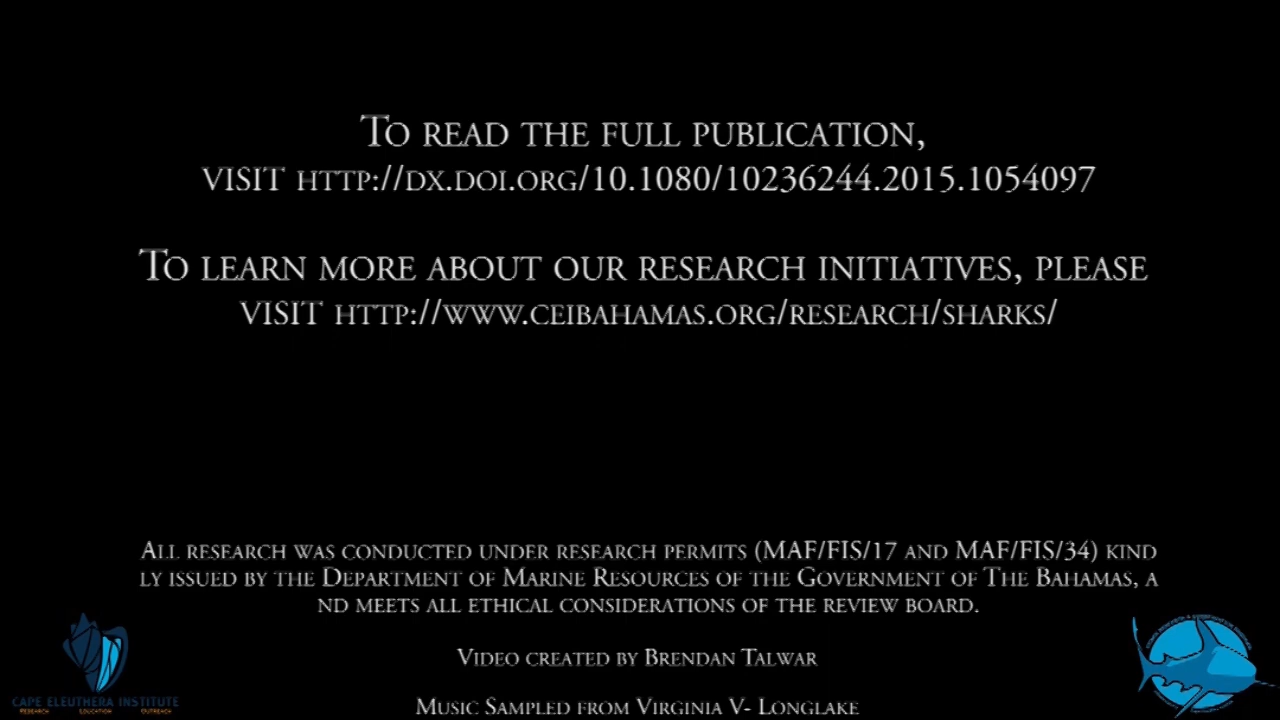 To read the full publication,
visit http://dx.doi.org/10.1080/10236244.2015.1054097
To learn more about our research initiatives, please
visit http://www.ceibahamas.org/research/sharks/
All research was conducted under research permits (MAF/FIS/17 and MAF/FIS/34) kind
ly issued by the Department of Marine Resources of the Government of The Bahamas, a
nd meets all ethical considerations of the review board.
Video created by Brendan Talwar
Music Sampled from Virginia V- Longlake
CAPE ELEUTHERA INSTITUTE
RESEARCH EDUCATION OUTREACH